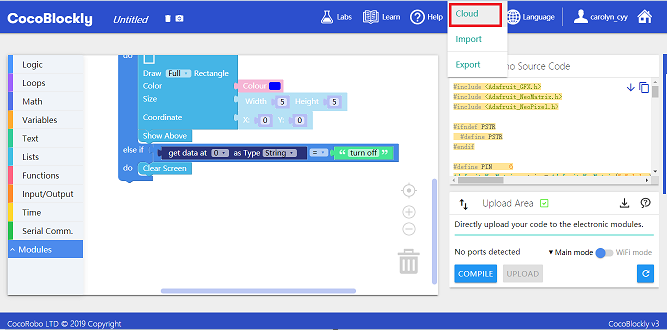 CocoBlockly
Untitled
Labs
Learn
Help
Cloud
Import
Export
Language
carolyn_cyy
Logic
Loops
Math
Variables
Text
Lists
Functions
Input/Output
Time
Serial Comm.
Modules
do
Draw Full Rectangle
Color Colour
Size Width 5 Height 5
Coordinate X: 0 Y: 0
Show Above
else if get data at 0 as Type String = “ turn off ”
do Clear Screen
Source Code
#include <Adafruit_GFX.h>
#include <Adafruit_NeoMatrix.h>
#include <Adafruit_NeoPixel.h>
#ifndef PSTR
#define PSTR
#endif
#define PIN 6
Upload Area
Directly upload your code to the electronic modules.
No ports detected
Main mode
WiFi mode
COMPILE
UPLOAD
CocoRobo LTD © 2019 Copyright
CocoBlockly v3